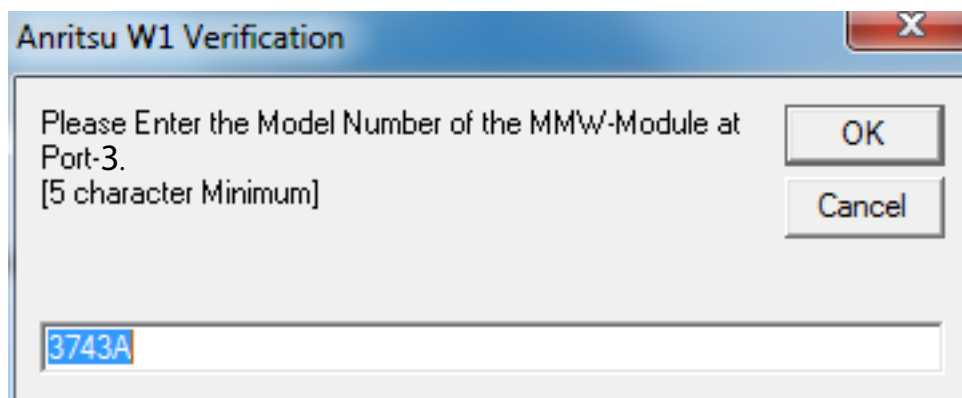 Anritsu W1 Verification
X
Please Enter the Model Number of the MMW-Module at
Port-3.
[5 character Minimum]
OK
Cancel
3743A